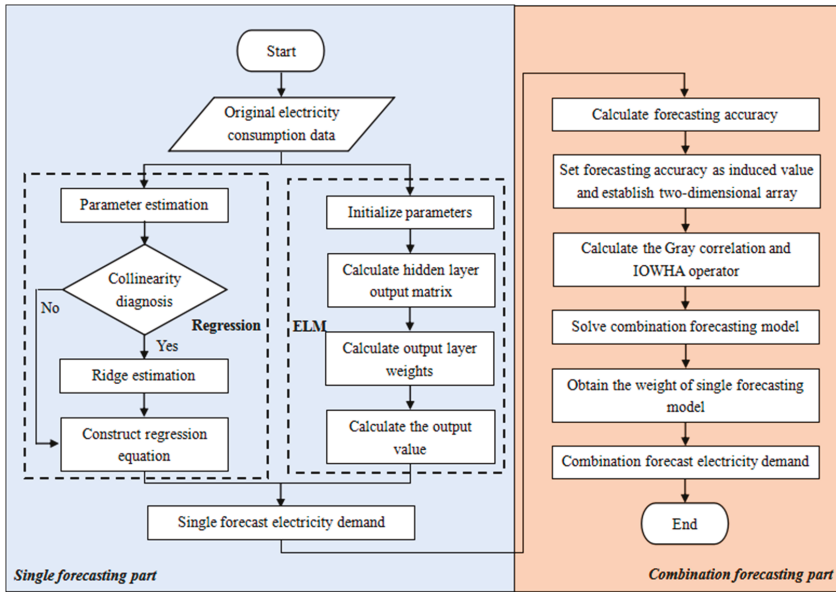 Start
Original electricity
consumption data
Parameter estimation
Collinearity
diagnosis
No
Yes
Regression
Ridge estimation
Construct regression
equation
Initialize parameters
Calculate hidden layer
output matrix
ELM
Calculate output layer
weights
Calculate the output
value
Single forecast electricity demand
Single forecasting part
Calculate forecasting accuracy
Set forecasting accuracy as induced value
and establish two-dimensional array
Calculate the Gray correlation and
IOWHA operator
Solve combination forecasting model
Obtain the weight of single forecasting
model
Combination forecast electricity demand
End
Combination forecasting part